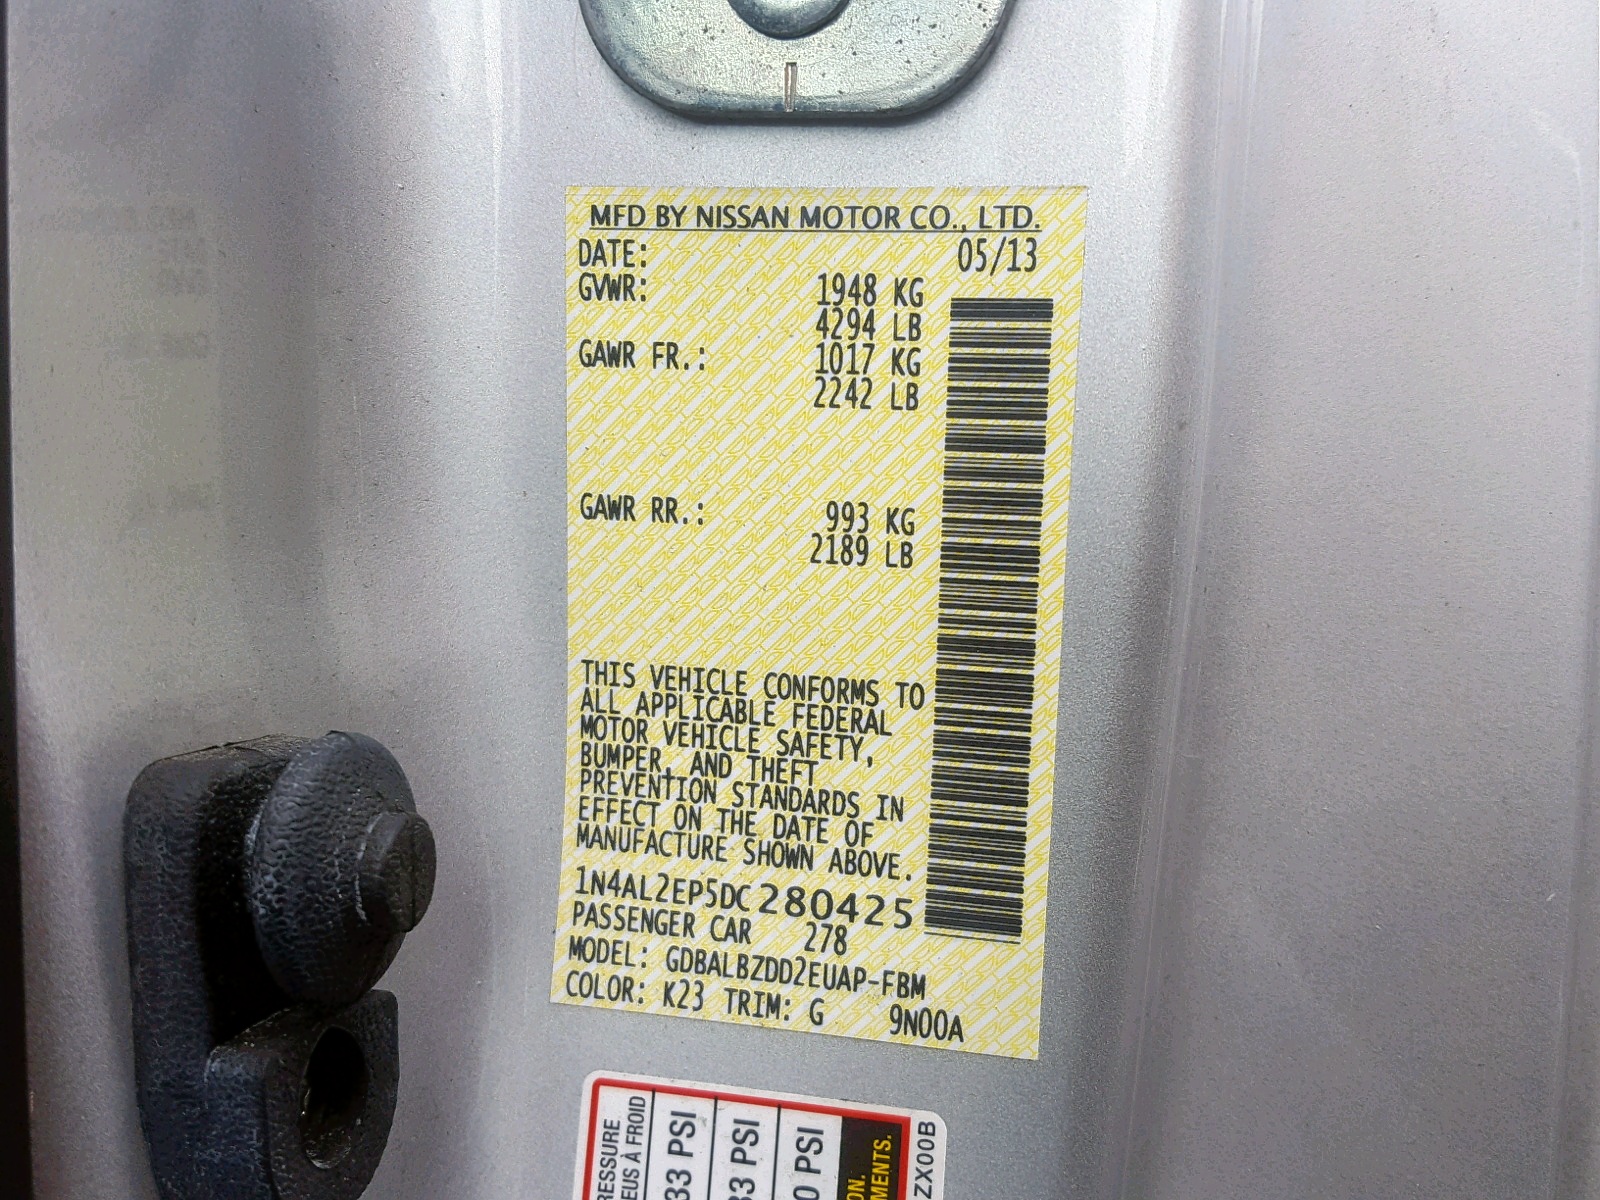 MFD BY NISSAN MOTOR CO., LTD.
DATE: 05/13
GVWR: 1948 KG
4294 LB
GAWR FR.: 1017 KG
2242 LB
GAWR RR.: 993 KG
2189 LB
THIS VEHICLE CONFORMS TO
ALL APPLICABLE FEDERAL
MOTOR VEHICLE SAFETY,
BUMPER, AND THEFT
PREVENTION STANDARDS IN
EFFECT ON THE DATE OF
MANUFACTURE SHOWN ABOVE.
1N4AL2EP5DC280425
PASSENGER CAR 278
MODEL: GDBALBZDD2EUAP-FBM
COLOR: K23 TRIM: G 9N00A
À FROID
33 PSI
PSI
PSI
ZX00B